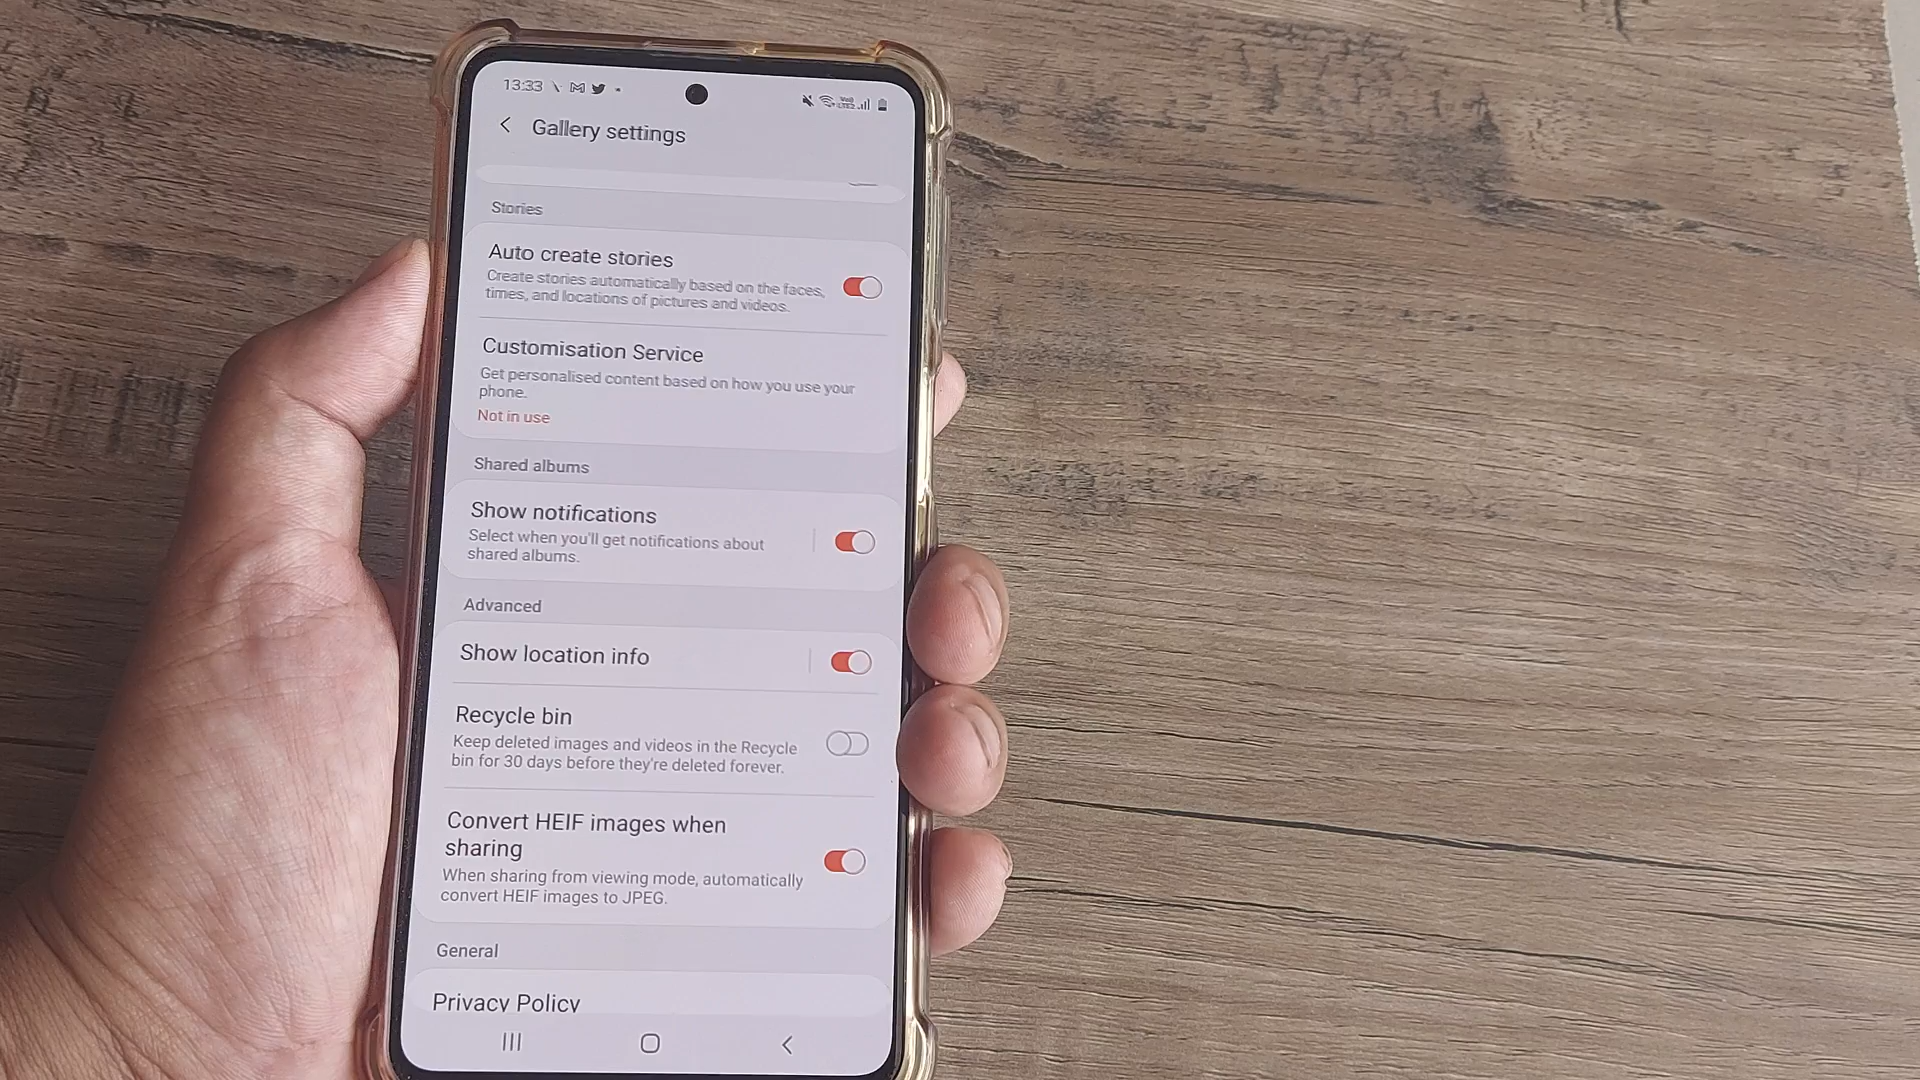 13:33
Gallery settings
Stories
Auto create stories
Create stories automatically based on the faces,
times, and locations of pictures and videos.
Customisation Service
Get personalised content based on how you use your
phone.
Not in use
Shared albums
Show notifications
Select when you'll get notifications about
shared albums.
Advanced
Show location info
Recycle bin
Keep deleted images and videos in the Recycle
bin for 30 days before they're deleted forever.
Convert HEIF images when
sharing
When sharing from viewing mode, automatically
convert HEIF images to JPEG.
General
Privacy Policy